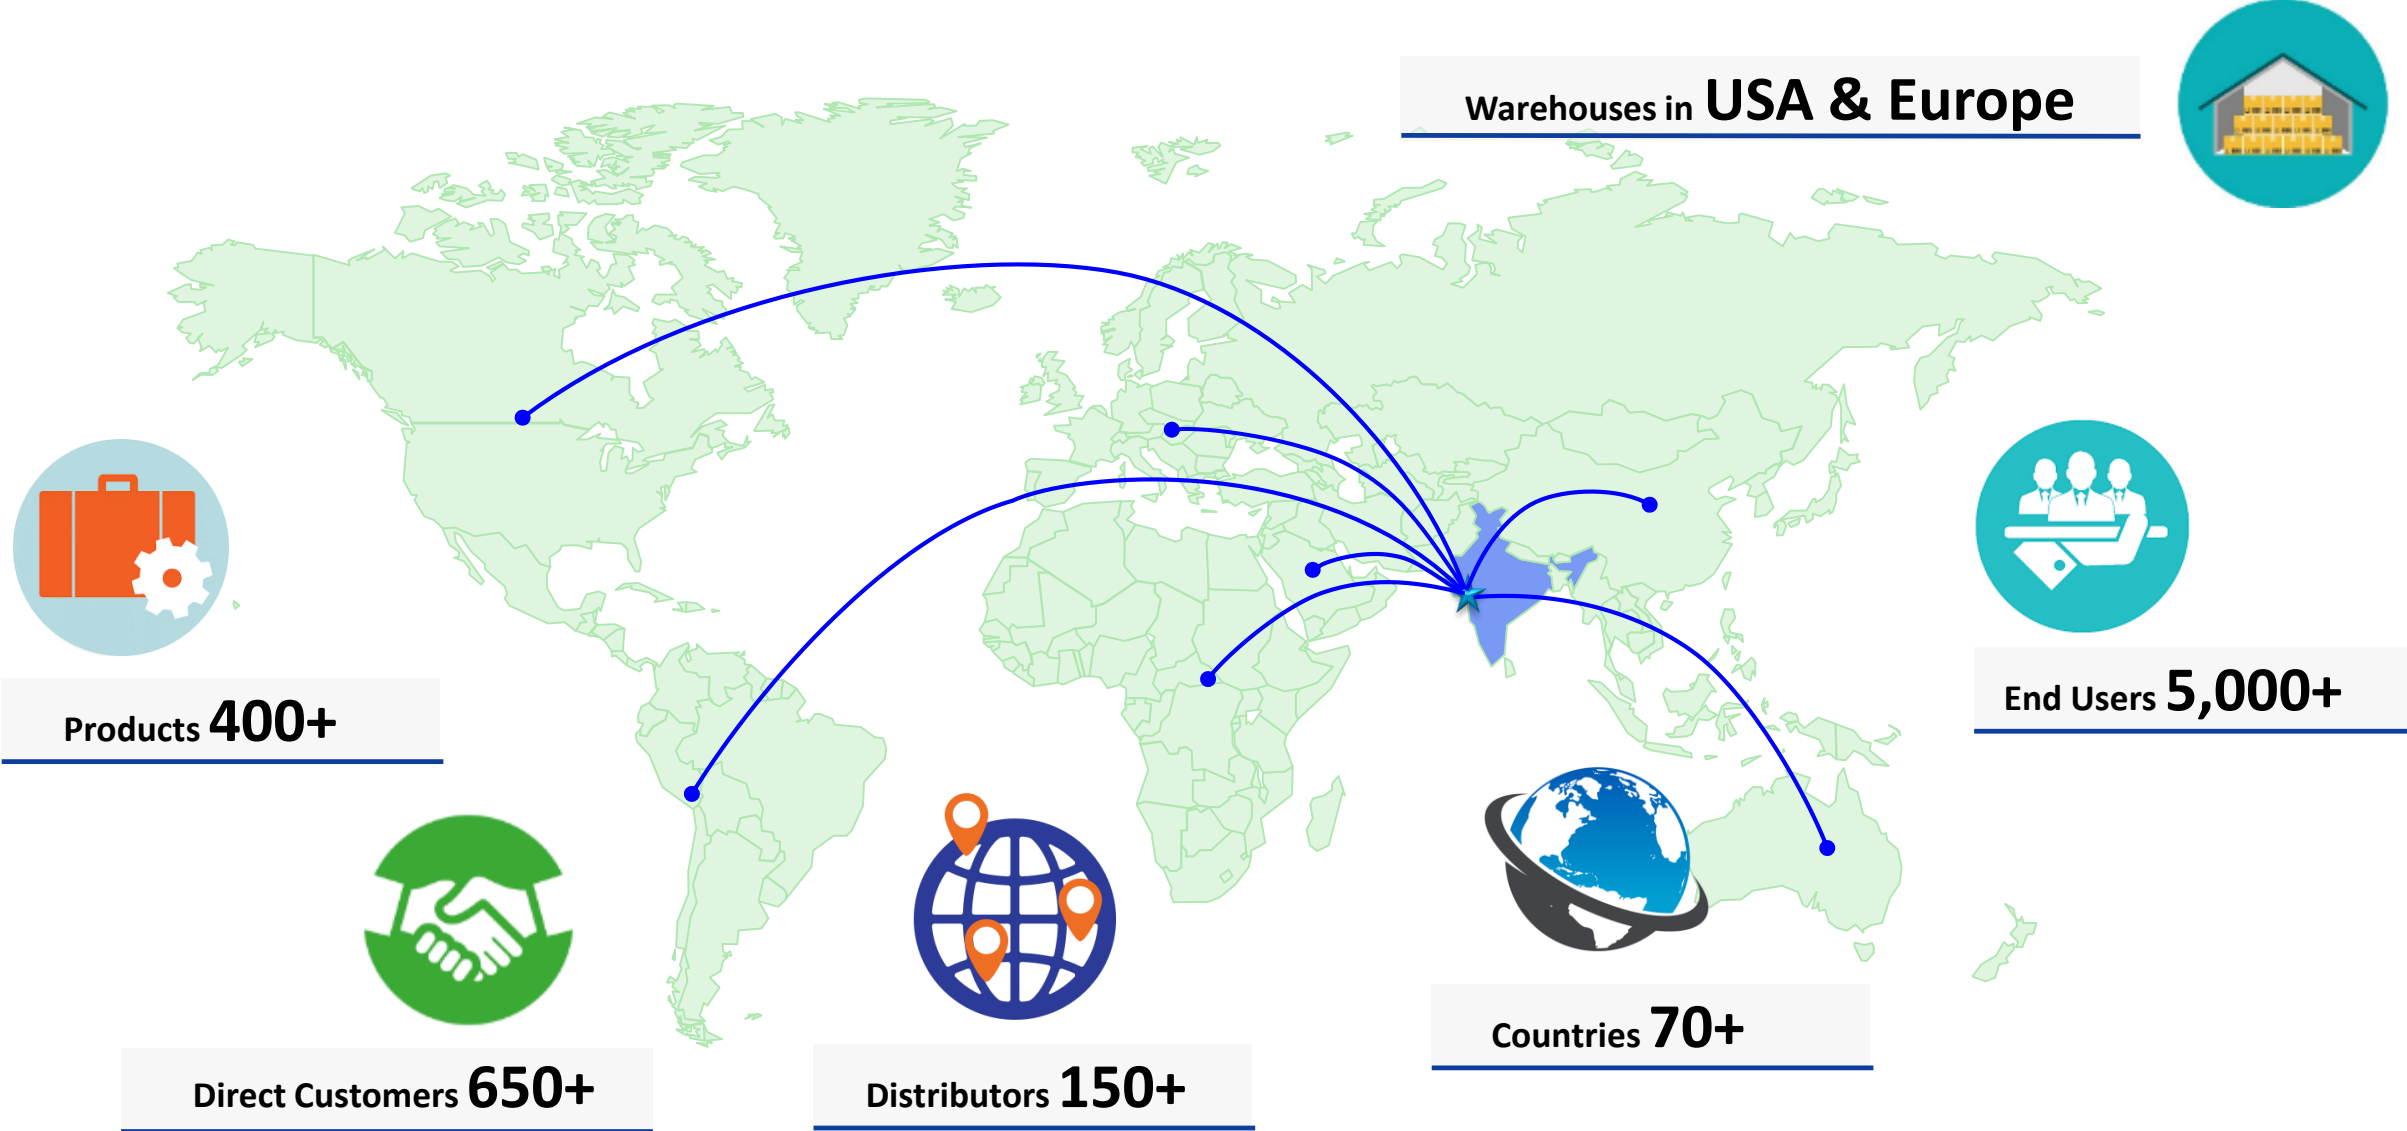 Warehouses in USA & Europe
Products 400+
End Users 5,000+
Direct Customers 650+
Distributors 150+
Countries 70+